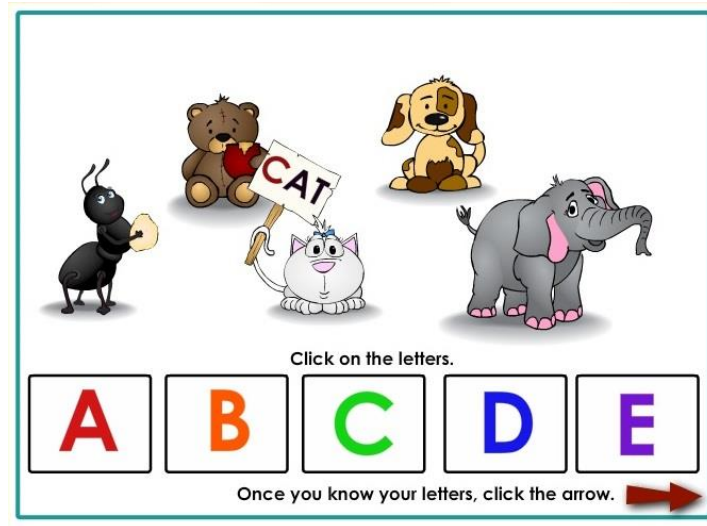 CAT
Click on the letters.
A B C D E
Once you know your letters, click the arrow.